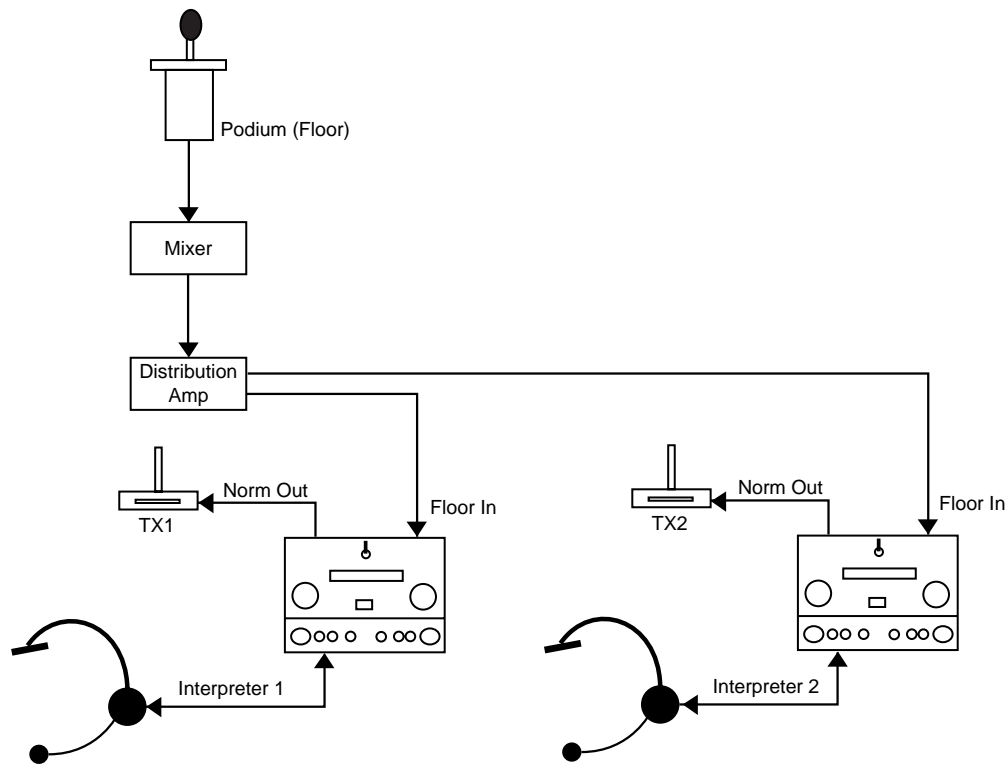 Podium (Floor)
Mixer
Distribution
Amp
Norm Out
Floor In
TX1
Norm Out
Floor In
TX2
Interpreter 1
Interpreter 2